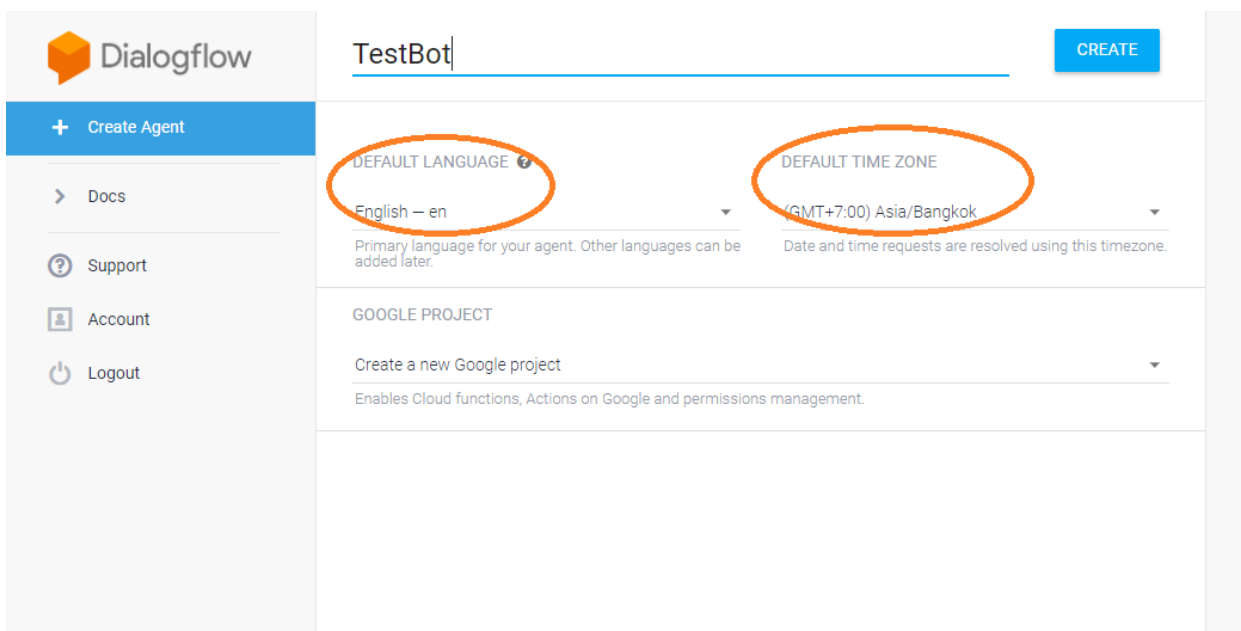 Dialogflow
TestBot
CREATE
+ Create Agent
DEFAULT LANGUAGE
DEFAULT TIME ZONE
Docs
English — en
(GMT+7:00) Asia/Bangkok
Primary language for your agent. Other languages can be
added later.
Date and time requests are resolved using this timezone.
Support
GOOGLE PROJECT
Account
Create a new Google project
Logout
Enables Cloud functions, Actions on Google and permissions management.